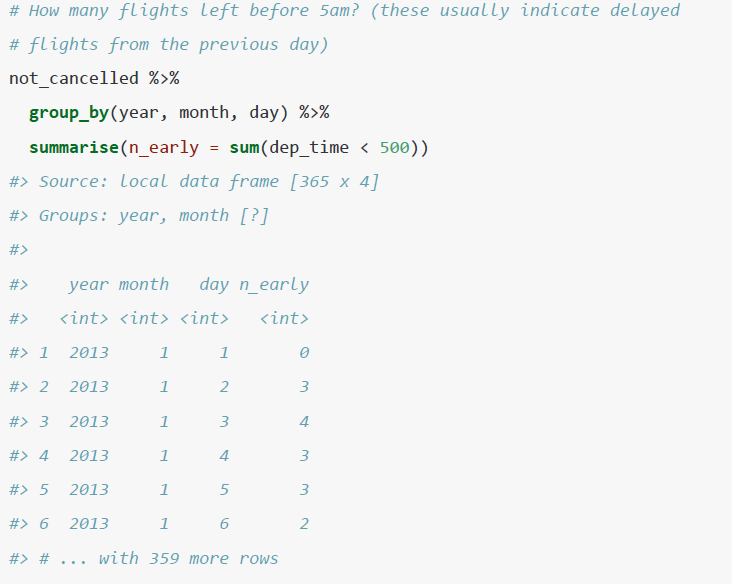 # How many flights left before 5am? (these usually indicate delayed
# flights from the previous day)
not_cancelled %>%
  group_by(year, month, day) %>%
  summarise(n_early = sum(dep_time < 500))
#> Source: local data frame [365 x 4]
#> Groups: year, month [?]
#>
#>    year month   day n_early
#>   <int> <int> <int>   <int>
#> 1  2013     1     1       0
#> 2  2013     1     2       3
#> 3  2013     1     3       4
#> 4  2013     1     4       3
#> 5  2013     1     5       3
#> 6  2013     1     6       2
#> # ... with 359 more rows